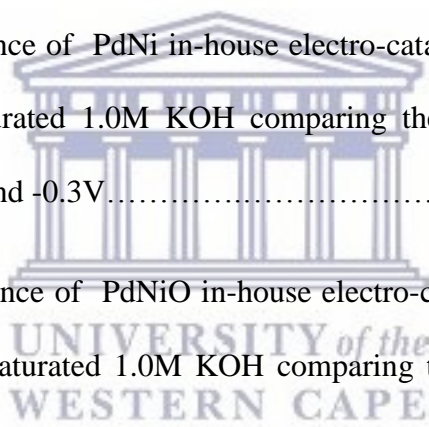 nce of PdNi in-house electro-cata
urated 1.0M KOH comparing the
nd -0.3V……………………………
nce of PdNiO in-house electro-c
UNIVERSITY of the
aturated 1.0M KOH comparing t
WESTERN CAPE